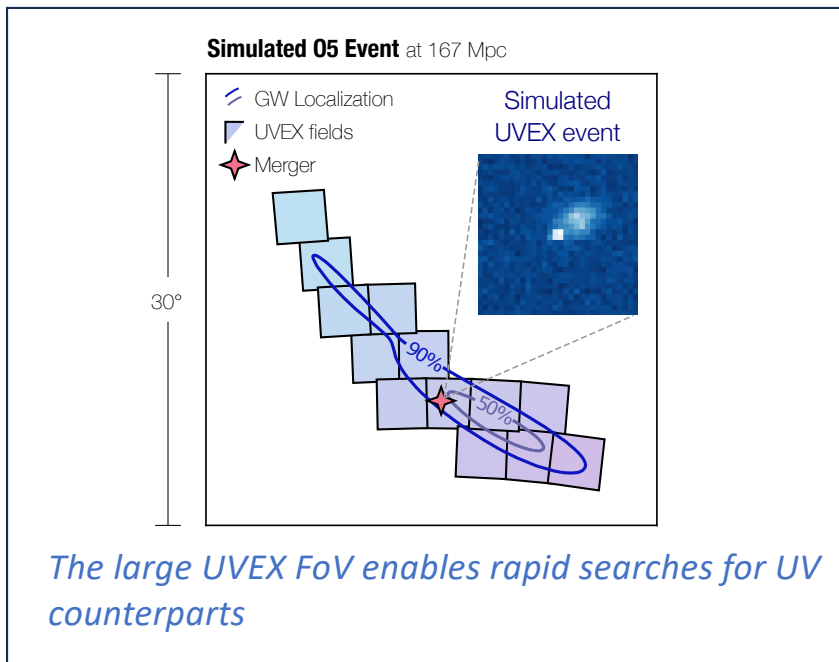 Simulated O5 Event at 167 Mpc
GW Localization
UVEX fields
Merger
Simulated
UVEX event
30°
90%
50%
The large UVEX FoV enables rapid searches for UV
counterparts